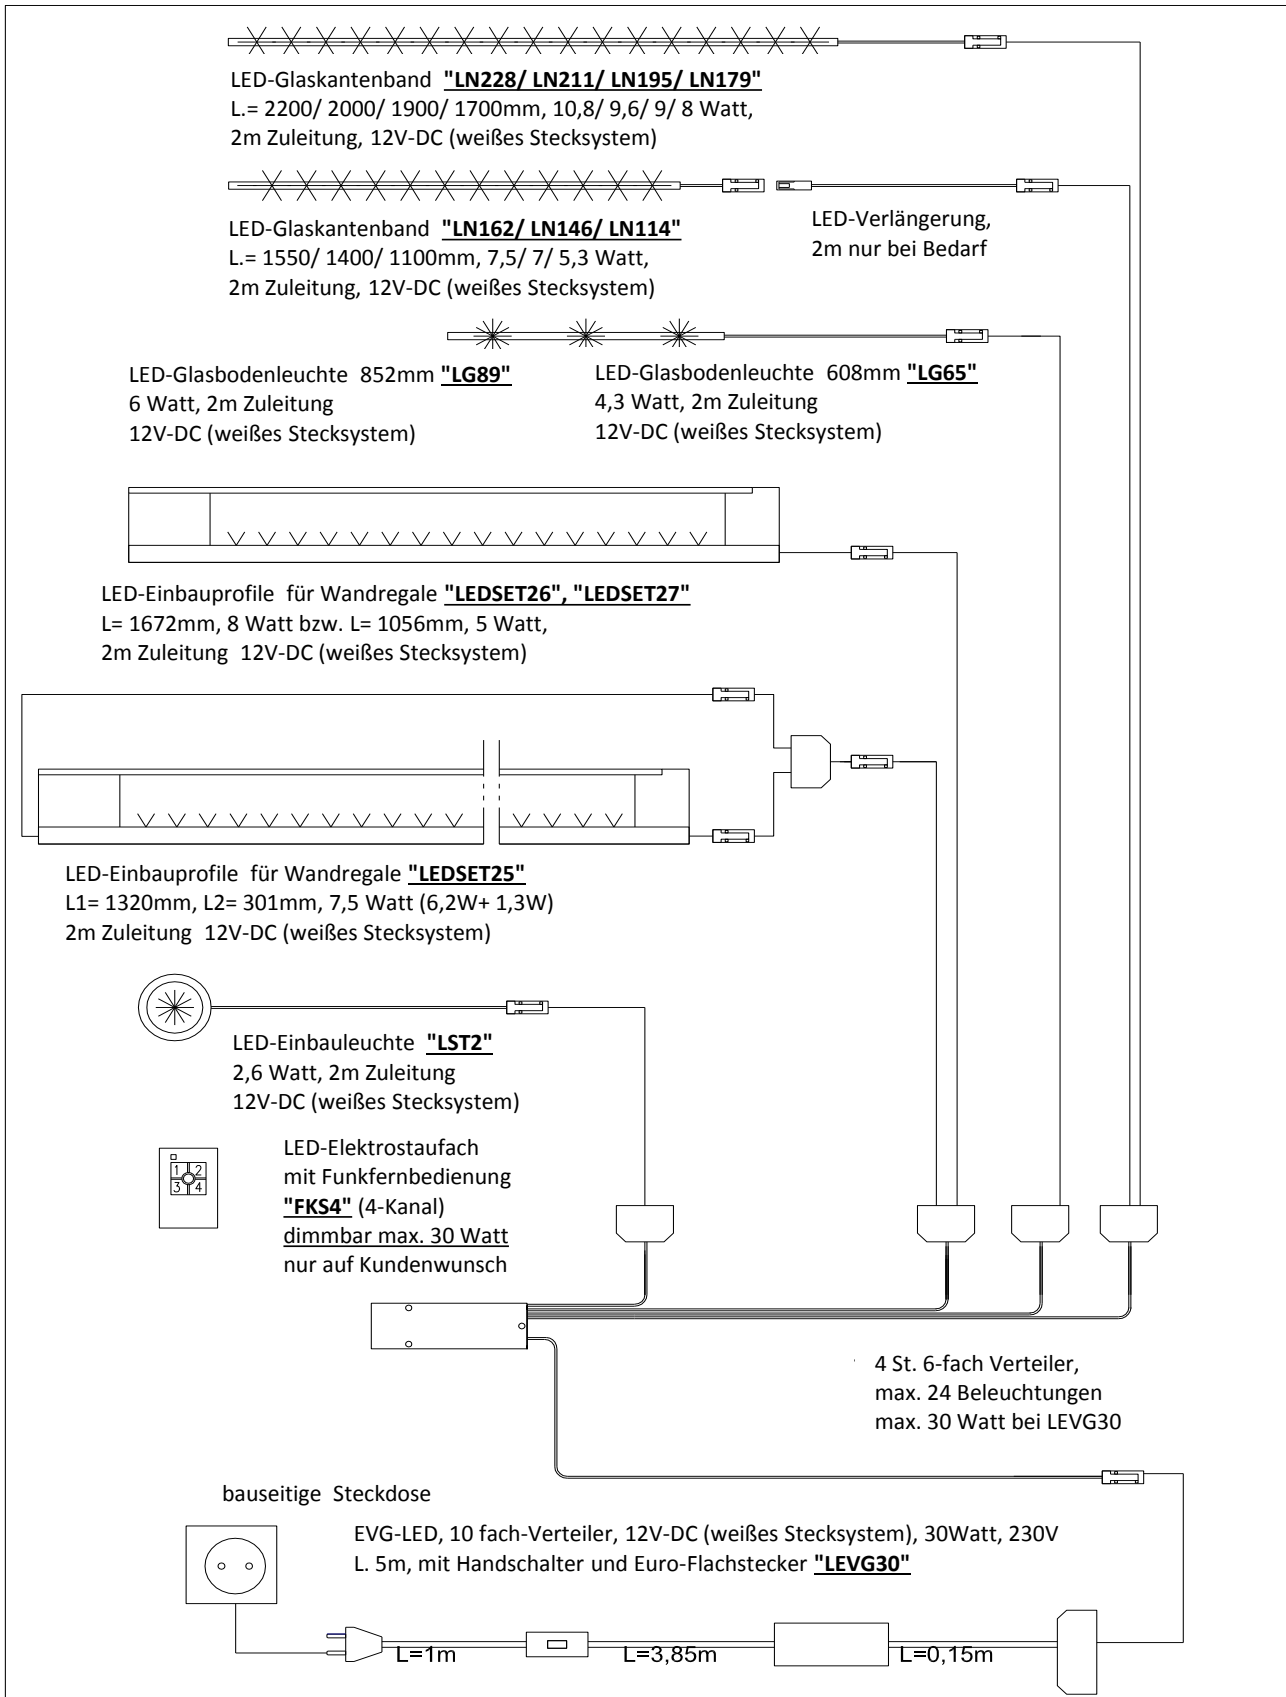 LED-Glaskantenband "LN228/ LN211/ LN195/ LN179"
L.= 2200/ 2000/ 1900/ 1700mm, 10,8/ 9,6/ 9/ 8 Watt,
2m Zuleitung, 12V-DC (weißes Stecksystem)
LED-Glaskantenband "LN162/ LN146/ LN114"
L.= 1550/ 1400/ 1100mm, 7,5/ 7/ 5,3 Watt,
2m Zuleitung, 12V-DC (weißes Stecksystem)
LED-Verlängerung,
2m nur bei Bedarf
LED-Glasbodenleuchte 852mm "LG89"
6 Watt, 2m Zuleitung
12V-DC (weißes Stecksystem)
LED-Glasbodenleuchte 608mm "LG65"
4,3 Watt, 2m Zuleitung
12V-DC (weißes Stecksystem)
LED-Einbauprofile für Wandregale "LEDSET26", "LEDSET27"
L= 1672mm, 8 Watt bzw. L= 1056mm, 5 Watt,
2m Zuleitung 12V-DC (weißes Stecksystem)
LED-Einbauprofile für Wandregale "LEDSET25"
L1= 1320mm, L2= 301mm, 7,5 Watt (6,2W+ 1,3W)
2m Zuleitung 12V-DC (weißes Stecksystem)
LED-Einbauleuchte "LST2"
2,6 Watt, 2m Zuleitung
12V-DC (weißes Stecksystem)
1 2
3 4
LED-Elektrostaufach
mit Funkfernbedienung
"FKS4" (4-Kanal)
dimmbar max. 30 Watt
nur auf Kundenwunsch
4 St. 6-fach Verteiler,
max. 24 Beleuchtungen
max. 30 Watt bei LEVG30
bauseitige Steckdose
EVG-LED, 10 fach-Verteiler, 12V-DC (weißes Stecksystem), 30Watt, 230V
L. 5m, mit Handschalter und Euro-Flachstecker "LEVG30"
L=1m
L=3,85m
L=0,15m